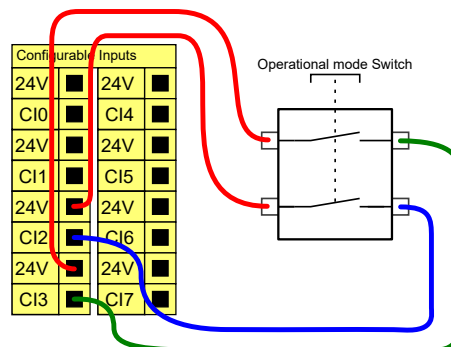 Configurable Inputs
Operational mode Switch
24V 24V
CI0 CI4
24V 24V
CI1 CI5
24V 24V
CI2 CI6
24V 24V
CI3 CI7